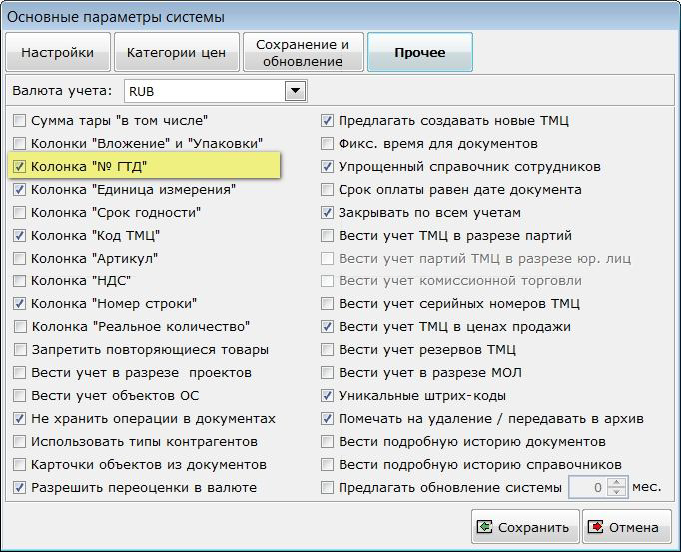 Основные параметры системы
Настройки
Категории цен
Сохранение и
обновление
Прочее
Валюта учета: RUB
Сумма тары "в том числе"
Колонки "Вложение" и "Упаковки"
Колонка "№ ГТД"
Колонка "Единица измерения"
Колонка "Срок годности"
Колонка "Код ТМЦ"
Колонка "Артикул"
Колонка "НДС"
Колонка "Номер строки"
Колонка "Реальное количество"
Запретить повторяющиеся товары
Вести учет в разрезе проектов
Вести учет объектов ОС
Не хранить операции в документах
Использовать типы контрагентов
Карточки объектов из документов
Разрешить переоценки в валюте
Предлагать создавать новые ТМЦ
Фикс. время для документов
Упрощенный справочник сотрудников
Срок оплаты равен дате документа
Закрывать по всем учетам
Вести учет ТМЦ в разрезе партий
Вести учет партий ТМЦ в разрезе юр. лиц
Вести учет комиссионной торговли
Вести учет серийных номеров ТМЦ
Вести учет ТМЦ в ценах продажи
Вести учет резервов ТМЦ
Вести учет в разрезе МОЛ
Уникальные штрих-коды
Помечать на удаление / передавать в архив
Вести подробную историю документов
Вести подробную историю справочников
Предлагать обновление системы 0 мес.
Сохранить
Отмена